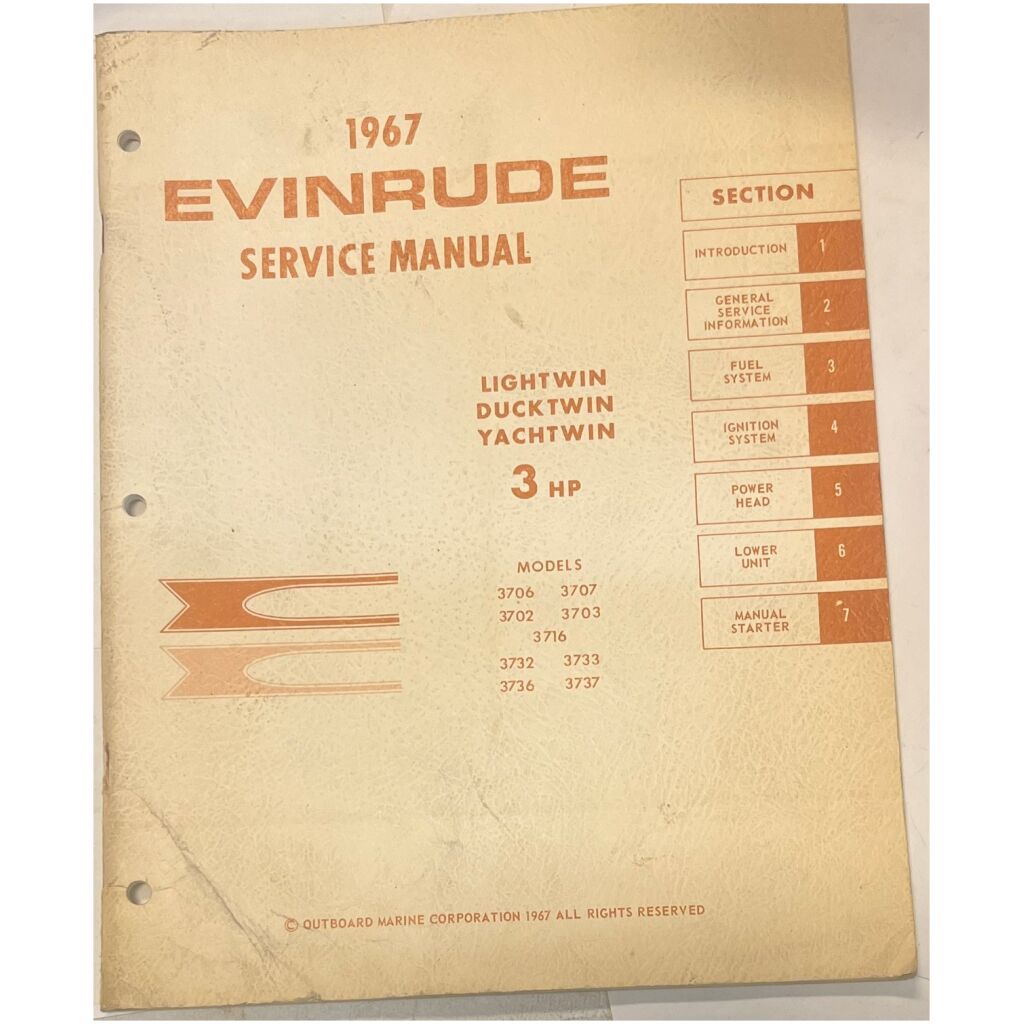 1967
EVINRUDE
SERVICE MANUAL
LIGHTWIN
DUCKTWIN
YACHTWIN
3 HP
MODELS
3706 3707
3702 3703
3716
3732 3733
3736 3737
SECTION
INTRODUCTION 1
GENERAL
SERVICE 2
INFORMATION
FUEL 3
SYSTEM
IGNITION 4
SYSTEM
POWER 5
HEAD
LOWER 6
UNIT
MANUAL 7
STARTER
© OUTBOARD MARINE CORPORATION 1967 ALL RIGHTS RESERVED